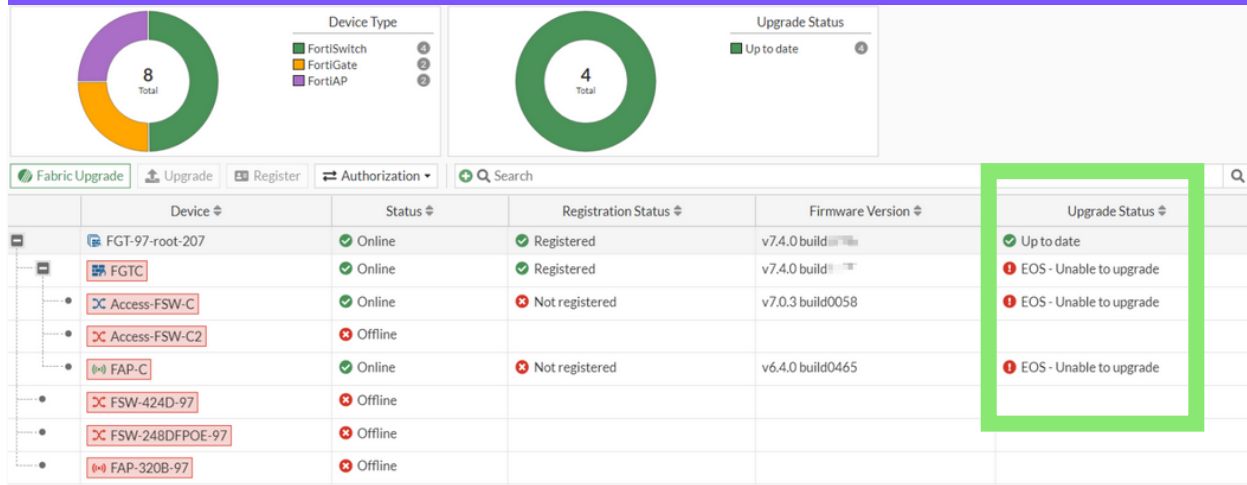 Device Type
FortiSwitch 4
FortiGate 2
FortiAP 2
8
Total
Upgrade Status
Up to date 4
4
Total
Fabric Upgrade Upgrade Register Authorization Search
Device Status Registration Status Firmware Version Upgrade Status
FGT-97-root-207 Online Registered v7.4.0 build Up to date
FGTC Online Registered v7.4.0 build EOS - Unable to upgrade
Access-FSW-C Online Not registered v7.0.3 build0058 EOS - Unable to upgrade
Access-FSW-C2 Offline
FAP-C Online Not registered v6.4.0 build0465 EOS - Unable to upgrade
FSW-424D-97 Offline
FSW-248DFPOE-97 Offline
FAP-320B-97 Offline